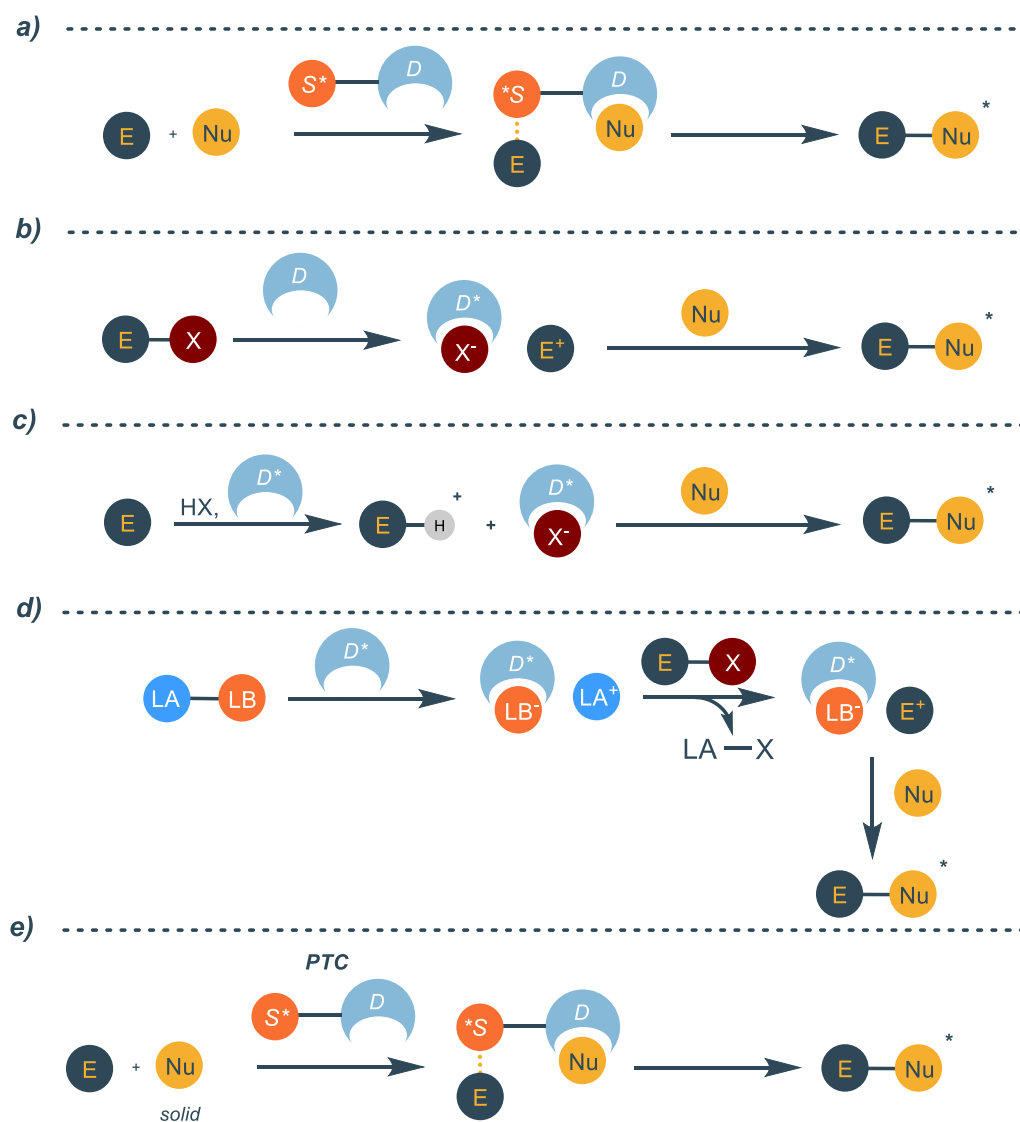 a)
S* D
*S D
E + Nu
Nu
E
E Nu *
b)
D
D*
Nu
E X
X- E+
E Nu *
c)
D*
D*
Nu
HX,
E
E H +
+
X-
E Nu *
d)
D*
D*
E X
D*
LA LB
LB- LA+
LB- E+
LA X
Nu
E Nu *
e)
PTC
S* D
*S D
E + Nu
Nu
E
E Nu *
solid